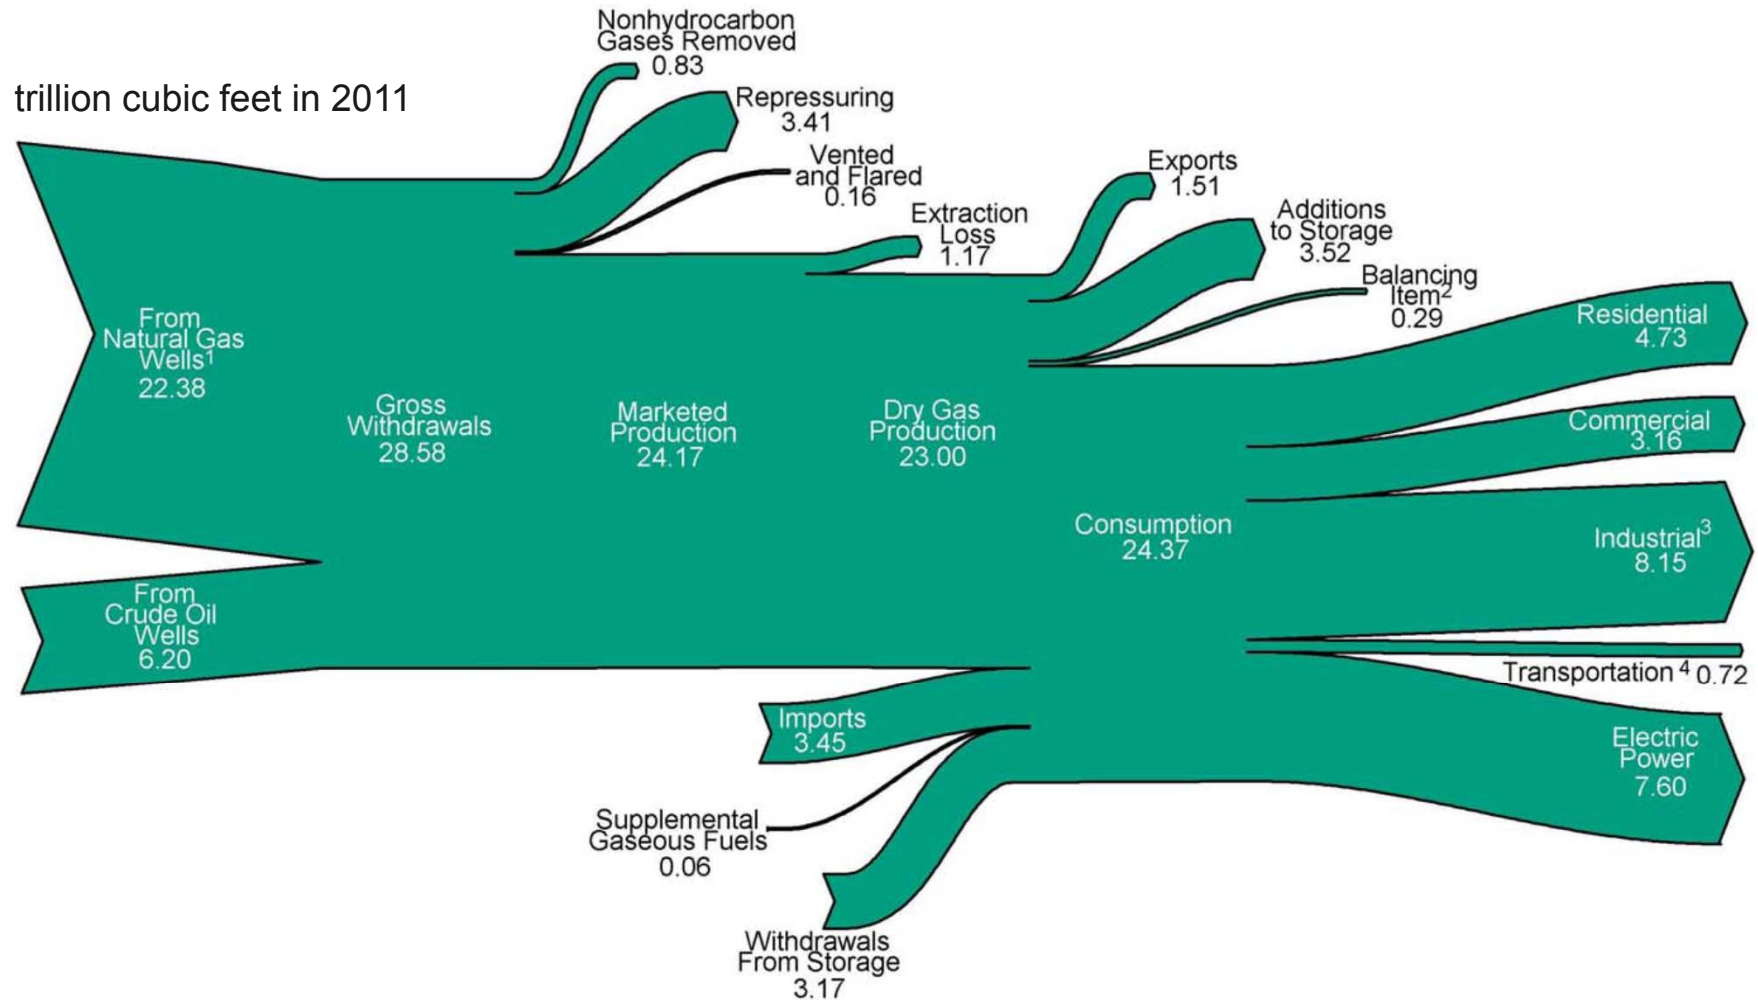 trillion cubic feet in 2011
Nonhydrocarbon
Gases Removed
0.83
Repressuring
3.41
Vented
and Flared
0.16
Extraction
Loss
1.17
Exports
1.51
Additions
to Storage
3.52
Balancing
Item²
0.29
From
Natural Gas
Wells¹
22.38
Gross
Withdrawals
28.58
Marketed
Production
24.17
Dry Gas
Production
23.00
Consumption
24.37
Residential
4.73
Commercial
3.16
Industrial³
8.15
Transportation ⁴ 0.72
Electric
Power
7.60
From
Crude Oil
Wells
6.20
Imports
3.45
Supplemental
Gaseous Fuels
0.06
Withdrawals
From Storage
3.17